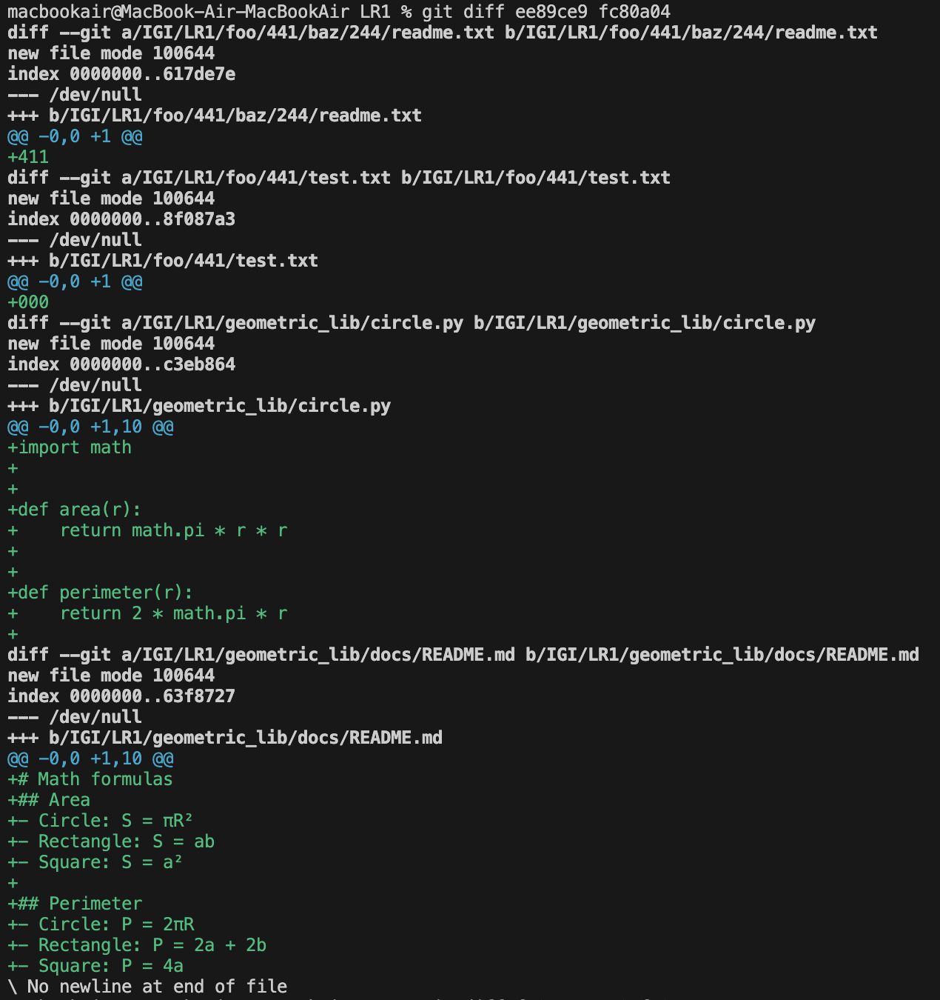 macbookair@MacBook-Air-MacBookAir LR1 % git diff ee89ce9 fc80a04
diff --git a/IGI/LR1/foo/441/baz/244/readme.txt b/IGI/LR1/foo/441/baz/244/readme.txt
new file mode 100644
index 0000000..617de7e
--- /dev/null
+++ b/IGI/LR1/foo/441/baz/244/readme.txt
@@ -0,0 +1 @@
+411
diff --git a/IGI/LR1/foo/441/test.txt b/IGI/LR1/foo/441/test.txt
new file mode 100644
index 0000000..8f087a3
--- /dev/null
+++ b/IGI/LR1/foo/441/test.txt
@@ -0,0 +1 @@
+000
diff --git a/IGI/LR1/geometric_lib/circle.py b/IGI/LR1/geometric_lib/circle.py
new file mode 100644
index 0000000..c3eb864
--- /dev/null
+++ b/IGI/LR1/geometric_lib/circle.py
@@ -0,0 +1,10 @@
+import math
+
+
+def area(r):
+    return math.pi * r * r
+
+
+def perimeter(r):
+    return 2 * math.pi * r
+
diff --git a/IGI/LR1/geometric_lib/docs/README.md b/IGI/LR1/geometric_lib/docs/README.md
new file mode 100644
index 0000000..63f8727
--- /dev/null
+++ b/IGI/LR1/geometric_lib/docs/README.md
@@ -0,0 +1,10 @@
+# Math formulas
+## Area
+- Circle: S = πR²
+- Rectangle: S = ab
+- Square: S = a²
+
+## Perimeter
+- Circle: P = 2πR
+- Rectangle: P = 2a + 2b
+- Square: P = 4a
\ No newline at end of file